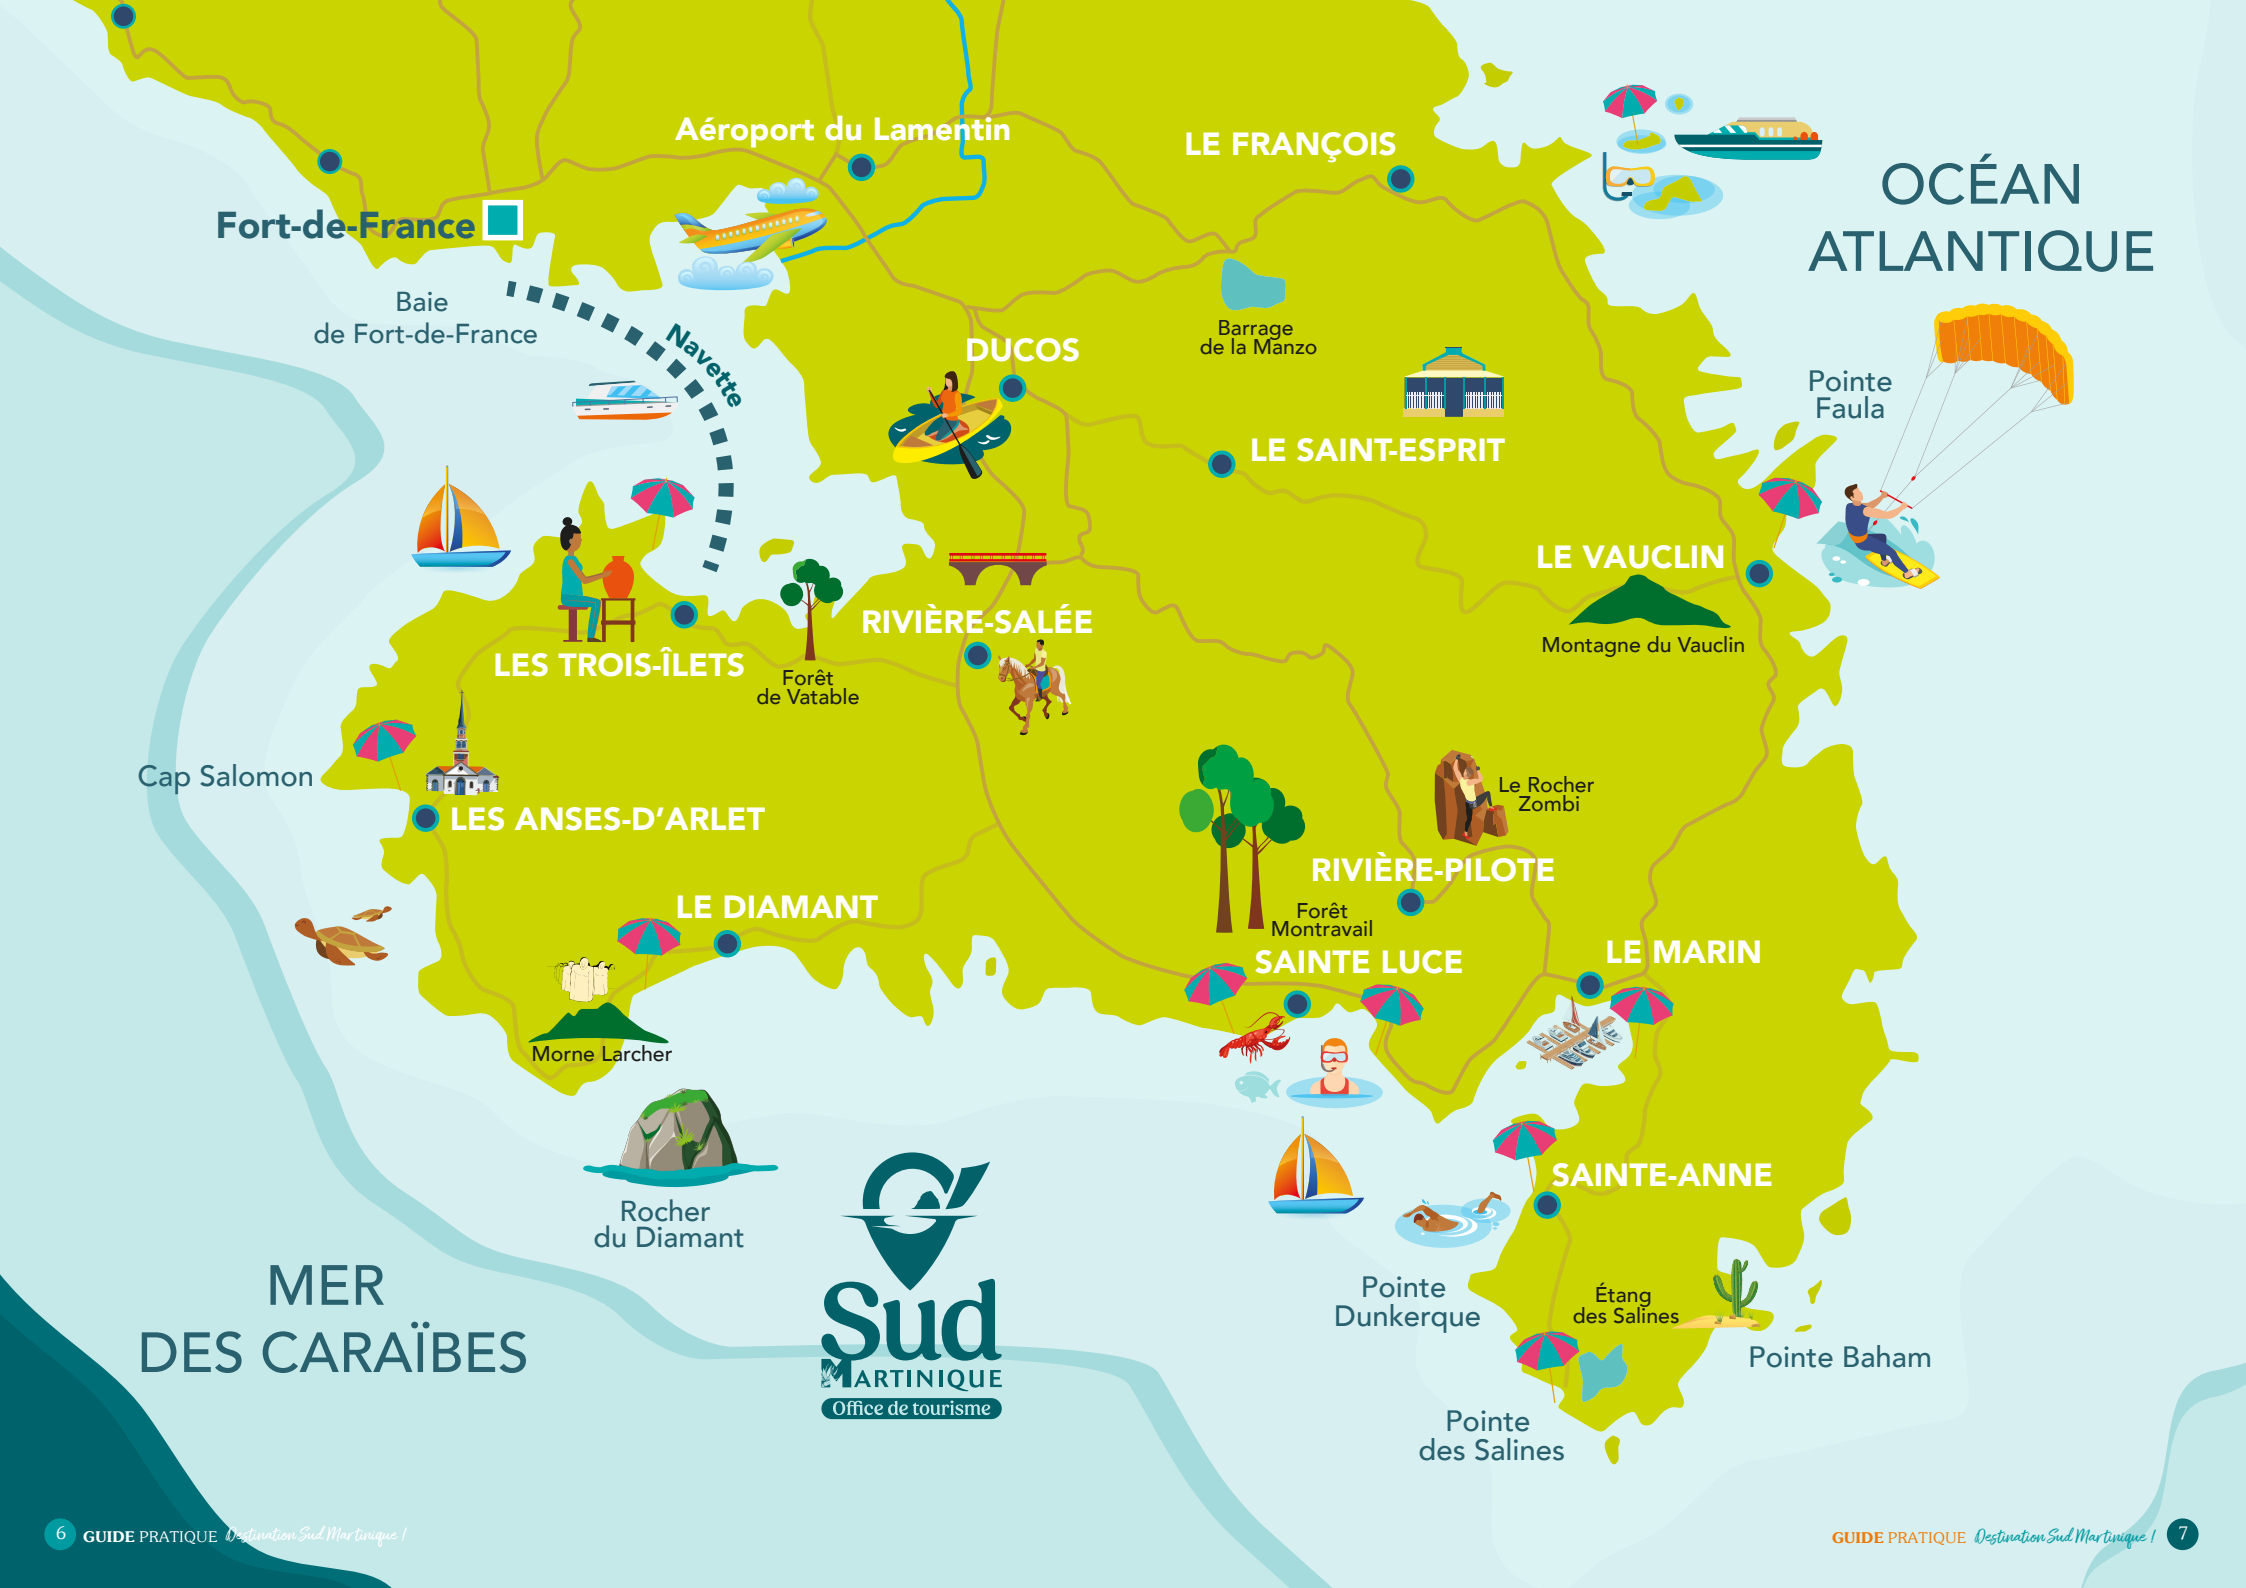 Aéroport du Lamentin
LE FRANÇOIS
OCÉAN
ATLANTIQUE
Fort-de-France
Baie
de Fort-de-France
Navette
Barrage
de la Manzo
DUCOS
LE SAINT-ESPRIT
Pointe
Faula
LE VAUCLIN
Montagne du Vauclin
RIVIÈRE-SALÉE
LES TROIS-ÎLETS
Forêt
de Vatable
Cap Salomon
LES ANSES-D'ARLET
Le Rocher
Zombi
RIVIÈRE-PILOTE
LE DIAMANT
Forêt
Montravail
SAINTE LUCE
LE MARIN
Morne Larcher
SAINTE-ANNE
Rocher
du Diamant
MER
DES CARAÏBES
Sud
MARTINIQUE
Office de tourisme
Pointe
Dunkerque
Étang
des Salines
Pointe Baham
Pointe
des Salines
6 GUIDE PRATIQUE Destination Sud Martinique !
GUIDE PRATIQUE Destination Sud Martinique ! 7